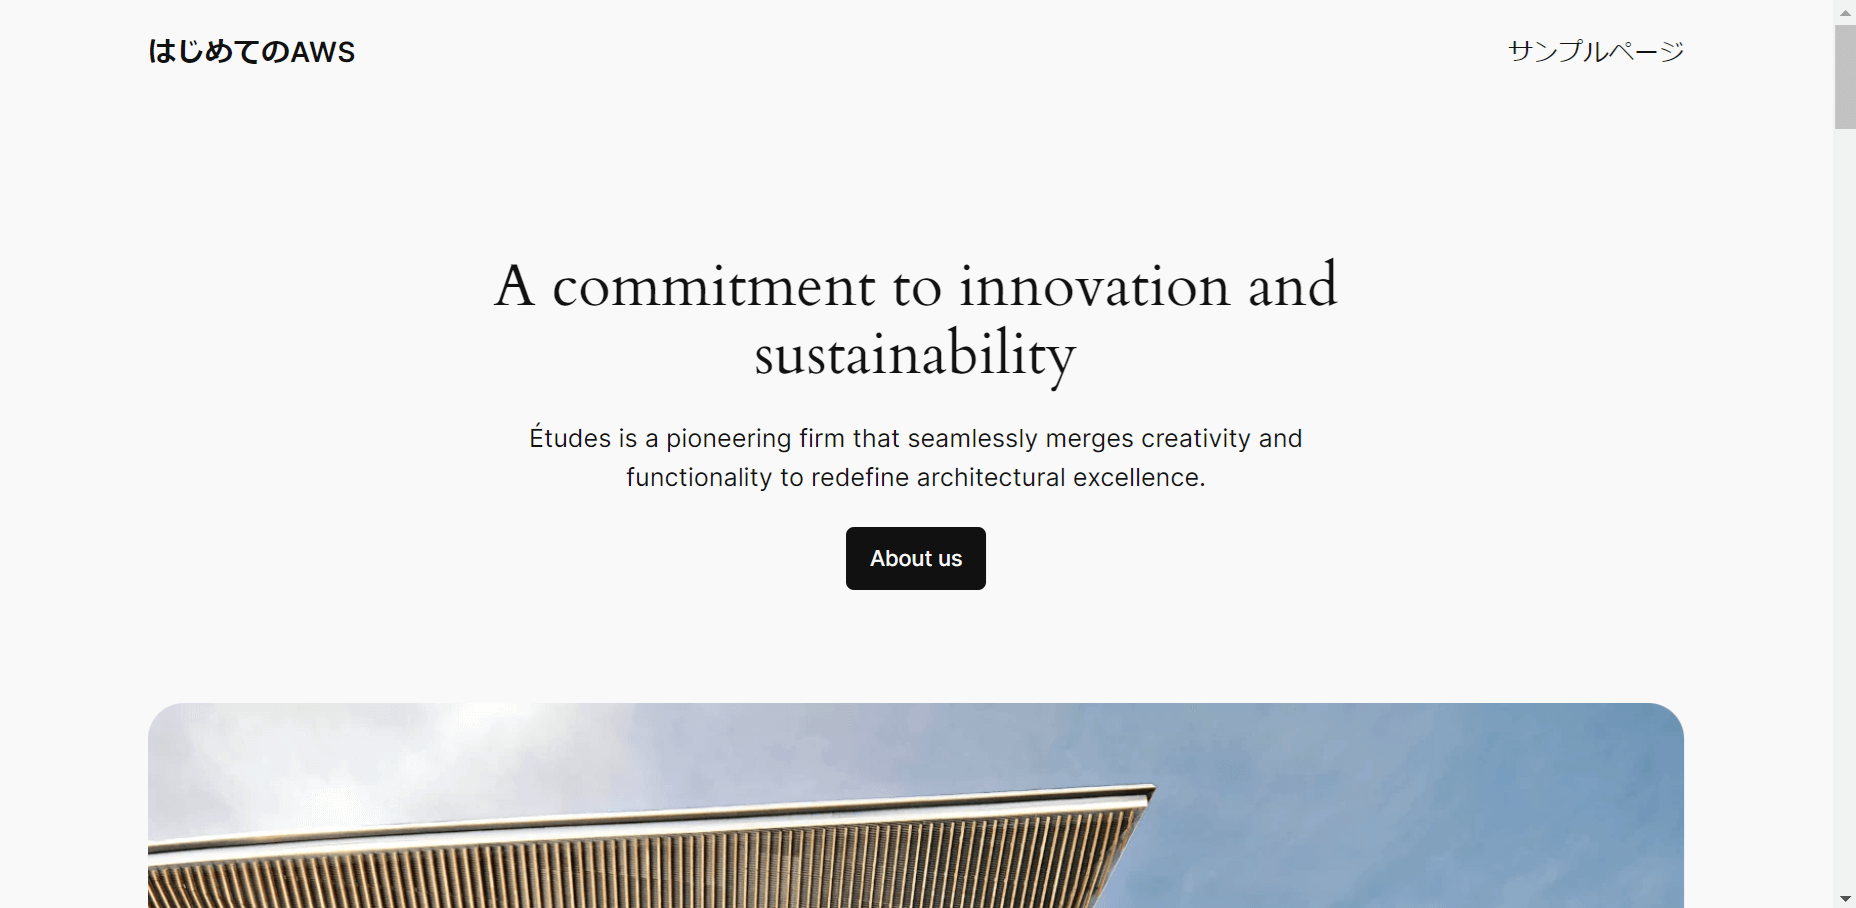 はじめてのAWS
サンプルページ
A commitment to innovation and
sustainability
Études is a pioneering firm that seamlessly merges creativity and
functionality to redefine architectural excellence.
About us